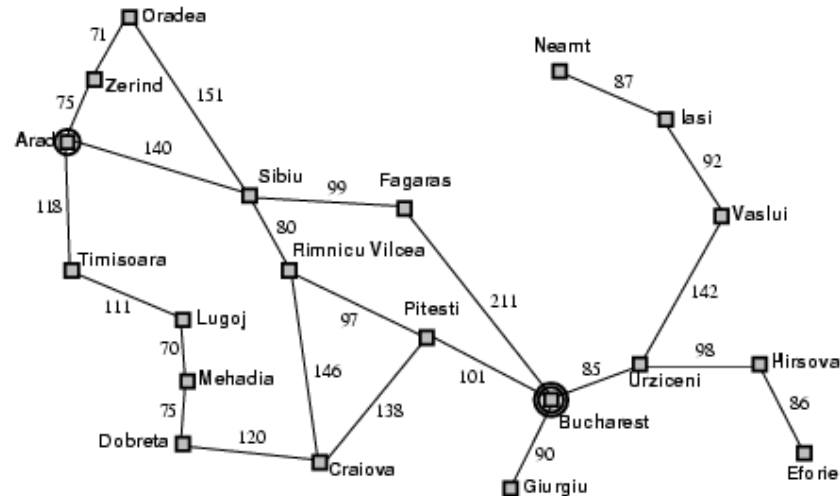 Oradea
71
Neamt
Zerind
87
151
75
Iasi
Arad
140
92
Sibiu
99
Fagaras
118
Vaslui
80
Timisoara
Rimnicu Vilcea
142
111
211
Lugoj
97
Pitesti
70
98
Hirsova
85
Mehadia
146
101
Urziceni
86
75
138
Bucharest
120
Dobreta
90
Craiova
Eforie
Giurgiu